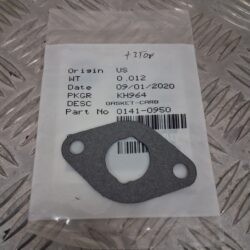 Origin US
WT 0.012
Date 09/01/2020
PKGR KH964
DESC GASKET-CARB
Part No 0141-0950